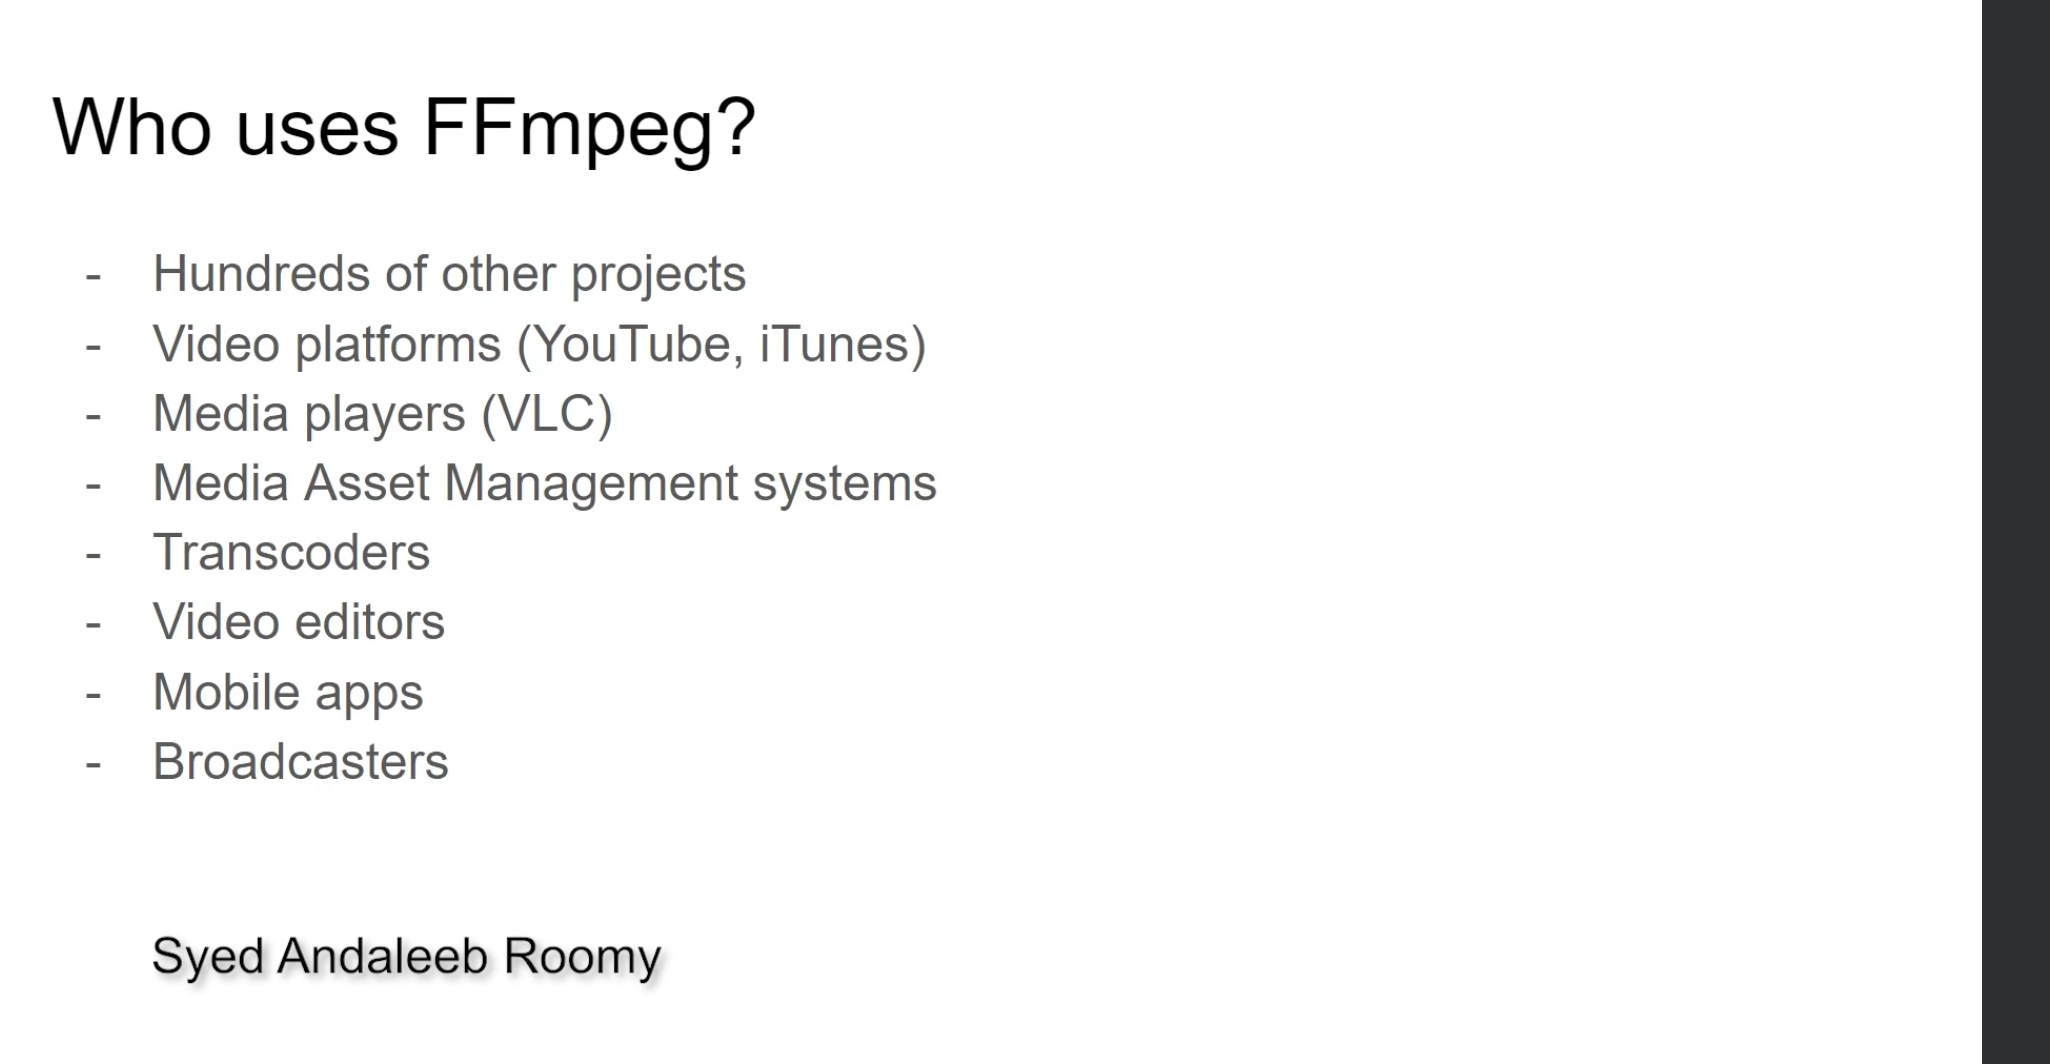 Who uses FFmpeg?
- Hundreds of other projects
- Video platforms (YouTube, iTunes)
- Media players (VLC)
- Media Asset Management systems
- Transcoders
- Video editors
- Mobile apps
- Broadcasters
Syed Andaleeb Roomy